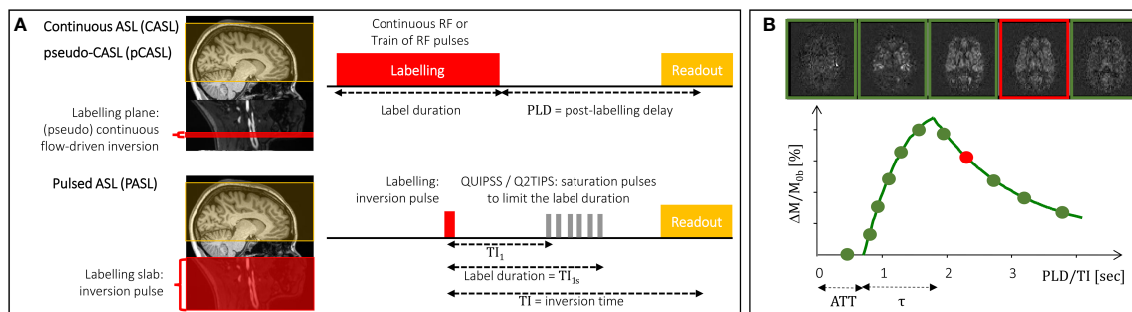 A
Continuous ASL (CASL)
pseudo-CASL (pCASL)
Labelling plane:
(pseudo) continuous
flow-driven inversion
Continuous RF or
Train of RF pulses
Labelling
Readout
Label duration
PLD = post-labelling delay
Pulsed ASL (PASL)
Labelling slab:
inversion pulse
Labelling:
inversion pulse
QUIPSS / Q2TIPS: saturation pulses
to limit the label duration
Readout
TI₁
Label duration = TI₁ₛ
TI = inversion time
B
ΔM/M₀b [%]
0 1 2 3 PLD/TI [sec]
ATT τ